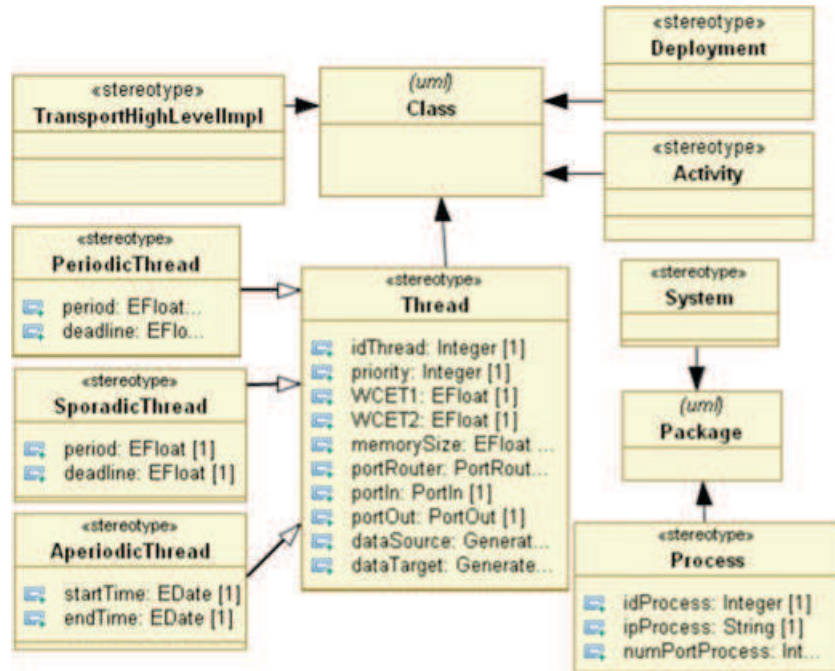 «stereotype»
TransportHighLevelImpl
(uml)
Class
«stereotype»
Deployment
«stereotype»
Activity
«stereotype»
PeriodicThread
period: EFloat...
deadline: EFlo...
«stereotype»
SporadicThread
period: EFloat [1]
deadline: EFloat [1]
«stereotype»
AperiodicThread
startTime: EDate [1]
endTime: EDate [1]
«stereotype»
Thread
idThread: Integer [1]
priority: Integer [1]
WCET1: EFloat [1]
WCET2: EFloat [1]
memorySize: EFloat ...
portRouter: PortRout...
portIn: PortIn [1]
portOut: PortOut [1]
dataSource: Generat...
dataTarget: Generate...
«stereotype»
System
(uml)
Package
«stereotype»
Process
idProcess: Integer [1]
ipProcess: String [1]
numPortProcess: Int...